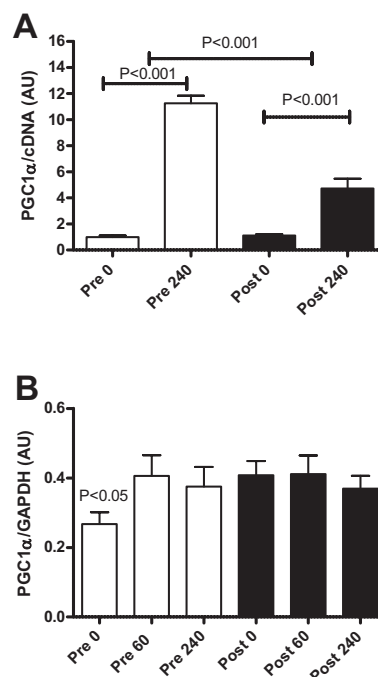 A
P<0.001
P<0.001
P<0.001
PGC1α/cDNA (AU)
16
14
12
10
8
6
4
2
0
Pre 0
Pre 240
Post 0
Post 240
B
P<0.05
PGC1α/GAPDH (AU)
0.6
0.4
0.2
0.0
Pre 0
Pre 60
Pre 240
Post 0
Post 60
Post 240